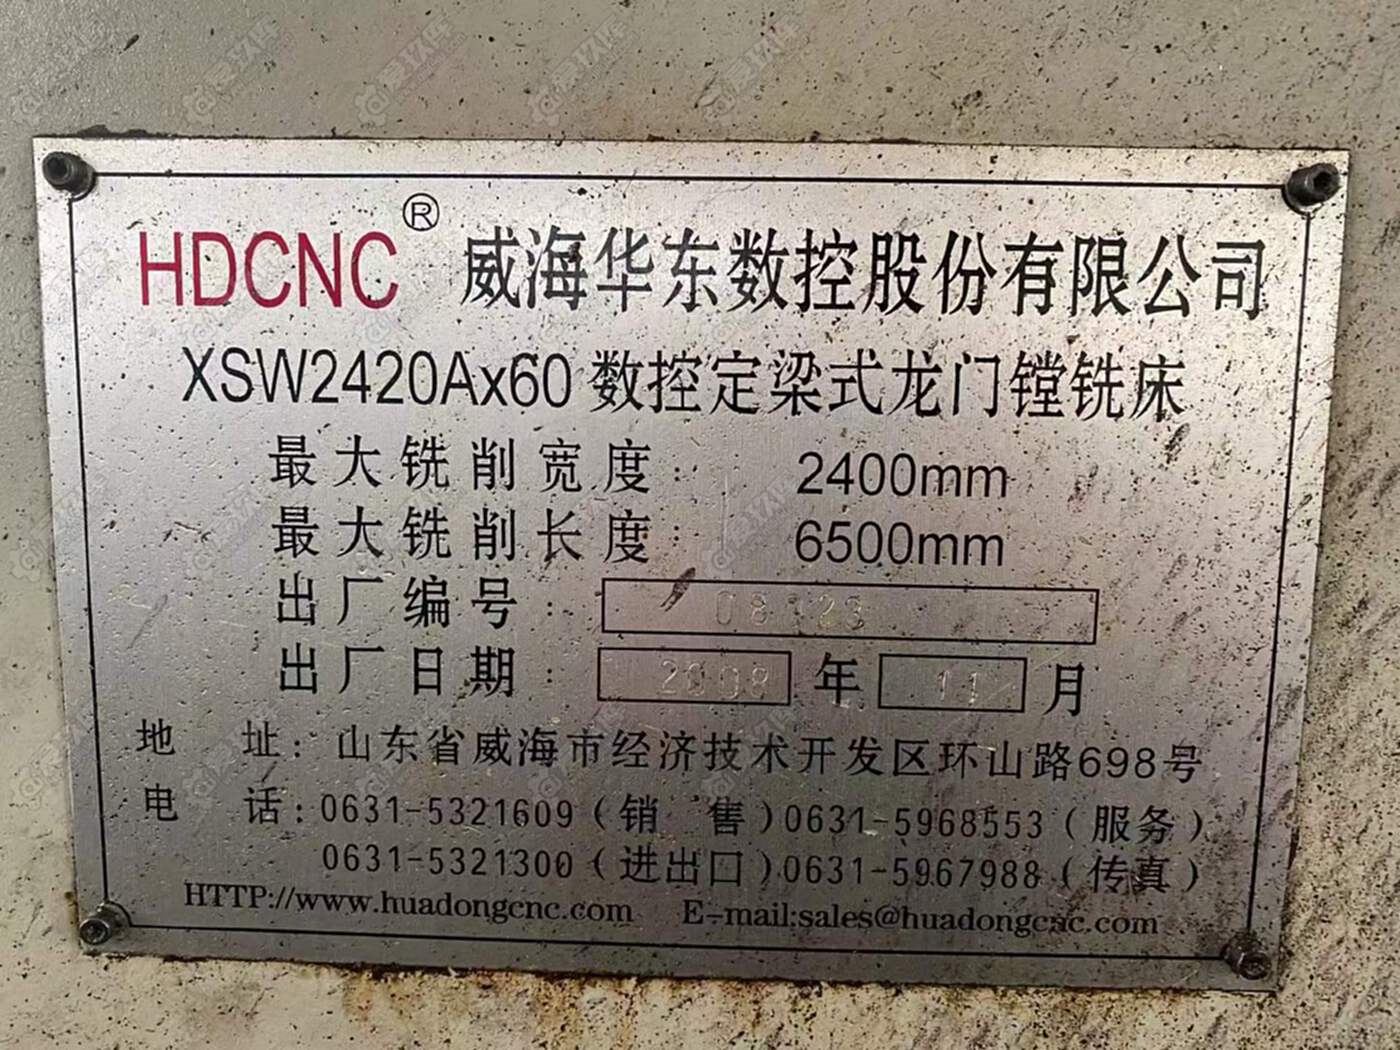 HDCNC® 威海华东数控股份有限公司
XSW2420Ax60 数控定梁式龙门镗铣床
最大铣削宽度: 2400mm
最大铣削长度: 6500mm
出厂编号:
出厂日期: 2008 年 11 月
地 址: 山东省威海市经济技术开发区环山路698号
电 话: 0631-5321609(销 售)0631-5968553(服务)
0631-5321300(进出口)0631-5967988(传真)
HTTP://www.huadongcnc.com E-mail:sales@huadongcnc.com